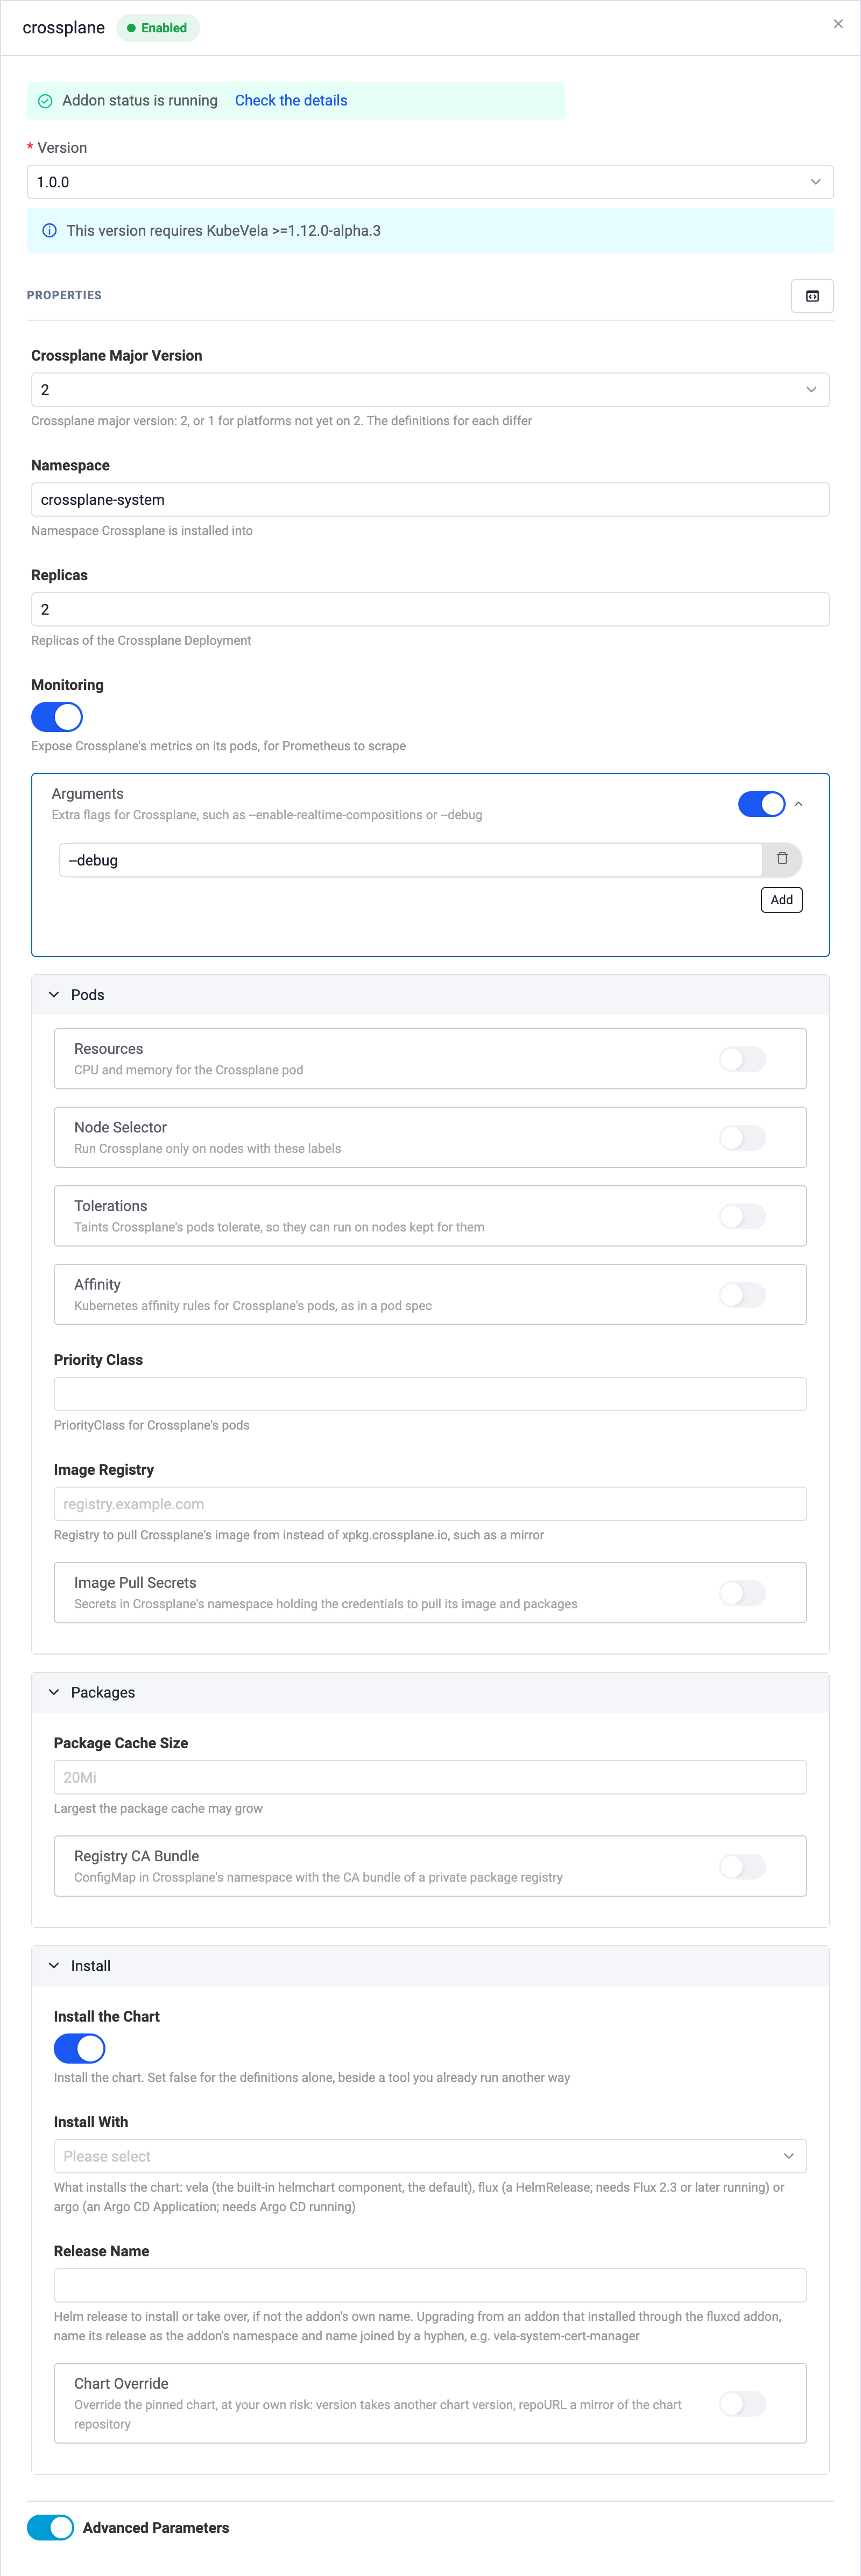 crossplane
Enabled
Addon status is running Check the details
* Version
1.0.0
This version requires KubeVela >=1.12.0-alpha.3
PROPERTIES
Crossplane Major Version
2
Crossplane major version: 2, or 1 for platforms not yet on 2. The definitions for each differ
Namespace
crossplane-system
Namespace Crossplane is installed into
Replicas
2
Replicas of the Crossplane Deployment
Monitoring
Expose Crossplane's metrics on its pods, for Prometheus to scrape
Arguments
Extra flags for Crossplane, such as --enable-realtime-compositions or --debug
--debug
Add
Pods
Resources
CPU and memory for the Crossplane pod
Node Selector
Run Crossplane only on nodes with these labels
Tolerations
Taints Crossplane's pods tolerate, so they can run on nodes kept for them
Affinity
Kubernetes affinity rules for Crossplane's pods, as in a pod spec
Priority Class
PriorityClass for Crossplane's pods
Image Registry
registry.example.com
Registry to pull Crossplane's image from instead of xpkg.crossplane.io, such as a mirror
Image Pull Secrets
Secrets in Crossplane's namespace holding the credentials to pull its image and packages
Packages
Package Cache Size
20Mi
Largest the package cache may grow
Registry CA Bundle
ConfigMap in Crossplane's namespace with the CA bundle of a private package registry
Install
Install the Chart
Install the chart. Set false for the definitions alone, beside a tool you already run another way
Install With
Please select
What installs the chart: vela (the built-in helmchart component, the default), flux (a HelmRelease; needs Flux 2.3 or later running) or
argo (an Argo CD Application; needs Argo CD running)
Release Name
Helm release to install or take over, if not the addon's own name. Upgrading from an addon that installed through the fluxcd addon,
name its release as the addon's namespace and name joined by a hyphen, e.g. vela-system-cert-manager
Chart Override
Override the pinned chart, at your own risk: version takes another chart version, repoURL a mirror of the chart
repository
Advanced Parameters